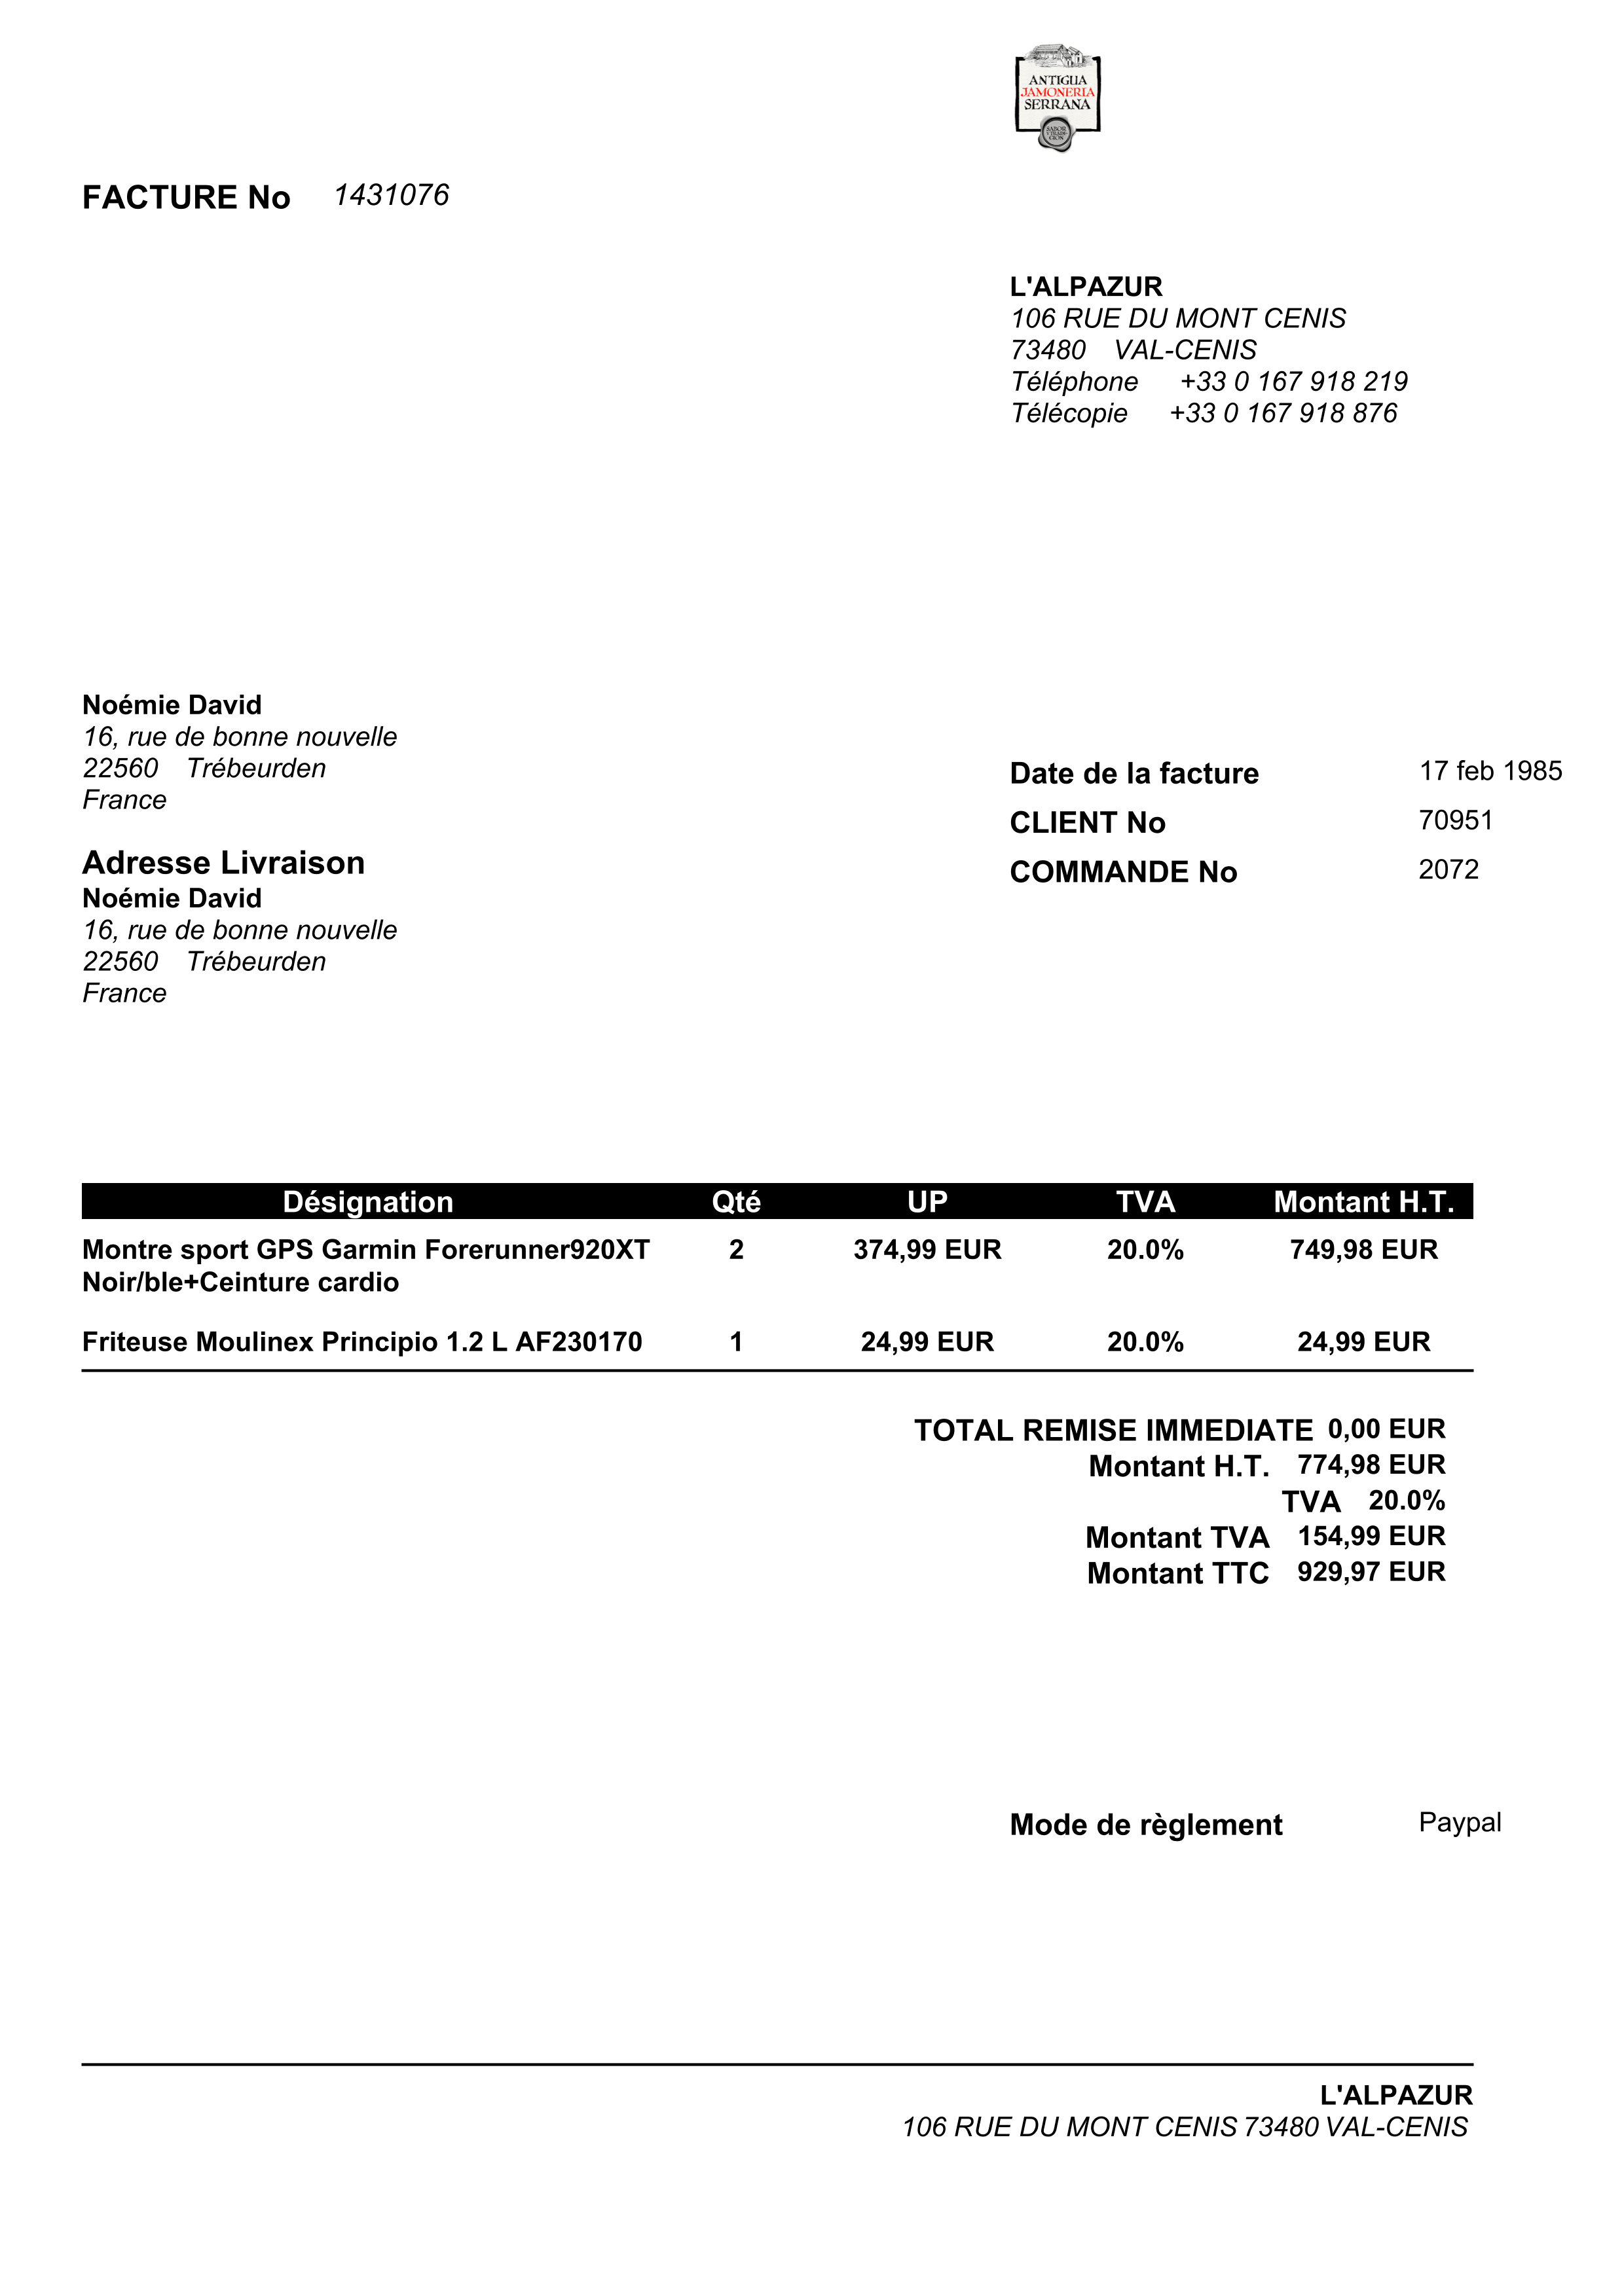 ANTIGUA
JAMONERIA
SERRANA
SABOR
FACTURE No 1431076
L'ALPAZUR
106 RUE DU MONT CENIS
73480 VAL-CENIS
Téléphone +33 0 167 918 219
Télécopie +33 0 167 918 876
Noémie David
16, rue de bonne nouvelle
22560 Trébeurden
France
Date de la facture 17 feb 1985
CLIENT No 70951
COMMANDE No 2072
Adresse Livraison
Noémie David
16, rue de bonne nouvelle
22560 Trébeurden
France
Désignation Qté UP TVA Montant H.T.
Montre sport GPS Garmin Forerunner920XT 2 374,99 EUR 20.0% 749,98 EUR
Noir/ble+Ceinture cardio
Friteuse Moulinex Principio 1.2 L AF230170 1 24,99 EUR 20.0% 24,99 EUR
TOTAL REMISE IMMEDIATE 0,00 EUR
Montant H.T. 774,98 EUR
TVA 20.0%
Montant TVA 154,99 EUR
Montant TTC 929,97 EUR
Mode de règlement Paypal
L'ALPAZUR
106 RUE DU MONT CENIS 73480 VAL-CENIS